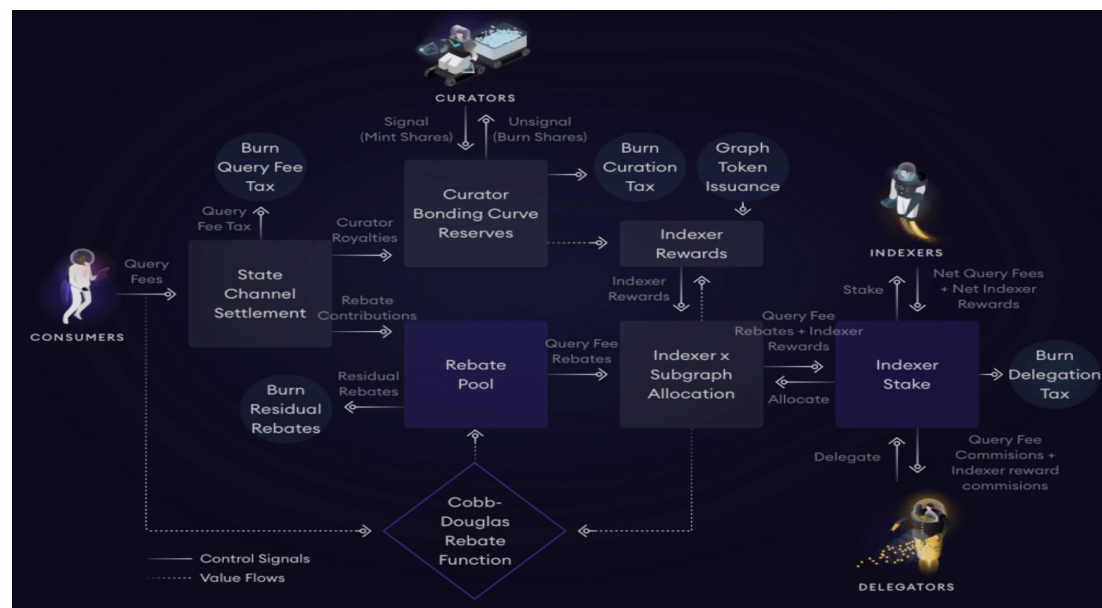 CURATORS
Signal
(Mint Shares)
Unsignal
(Burn Shares)
Burn
Query Fee
Tax
Burn
Curation
Tax
Graph
Token
Issuance
Curator
Bonding Curve
Reserves
Query
Fee Tax
Curator
Royalties
Indexer
Rewards
INDEXERS
Query
Fees
State
Channel
Settlement
Indexer
Rewards
Stake
Net Query Fees
+ Net Indexer
Rewards
CONSUMERS
Rebate
Contributions
Query Fee
Rebates + Indexer
Rewards
Rebate
Pool
Query Fee
Rebates
Indexer x
Subgraph
Allocation
Indexer
Stake
Burn
Delegation
Tax
Residual
Rebates
Burn
Residual
Rebates
Allocate
Delegate
Query Fee
Commisions +
Indexer reward
commisions
Cobb-
Douglas
Rebate
Function
Control Signals
Value Flows
DELEGATORS